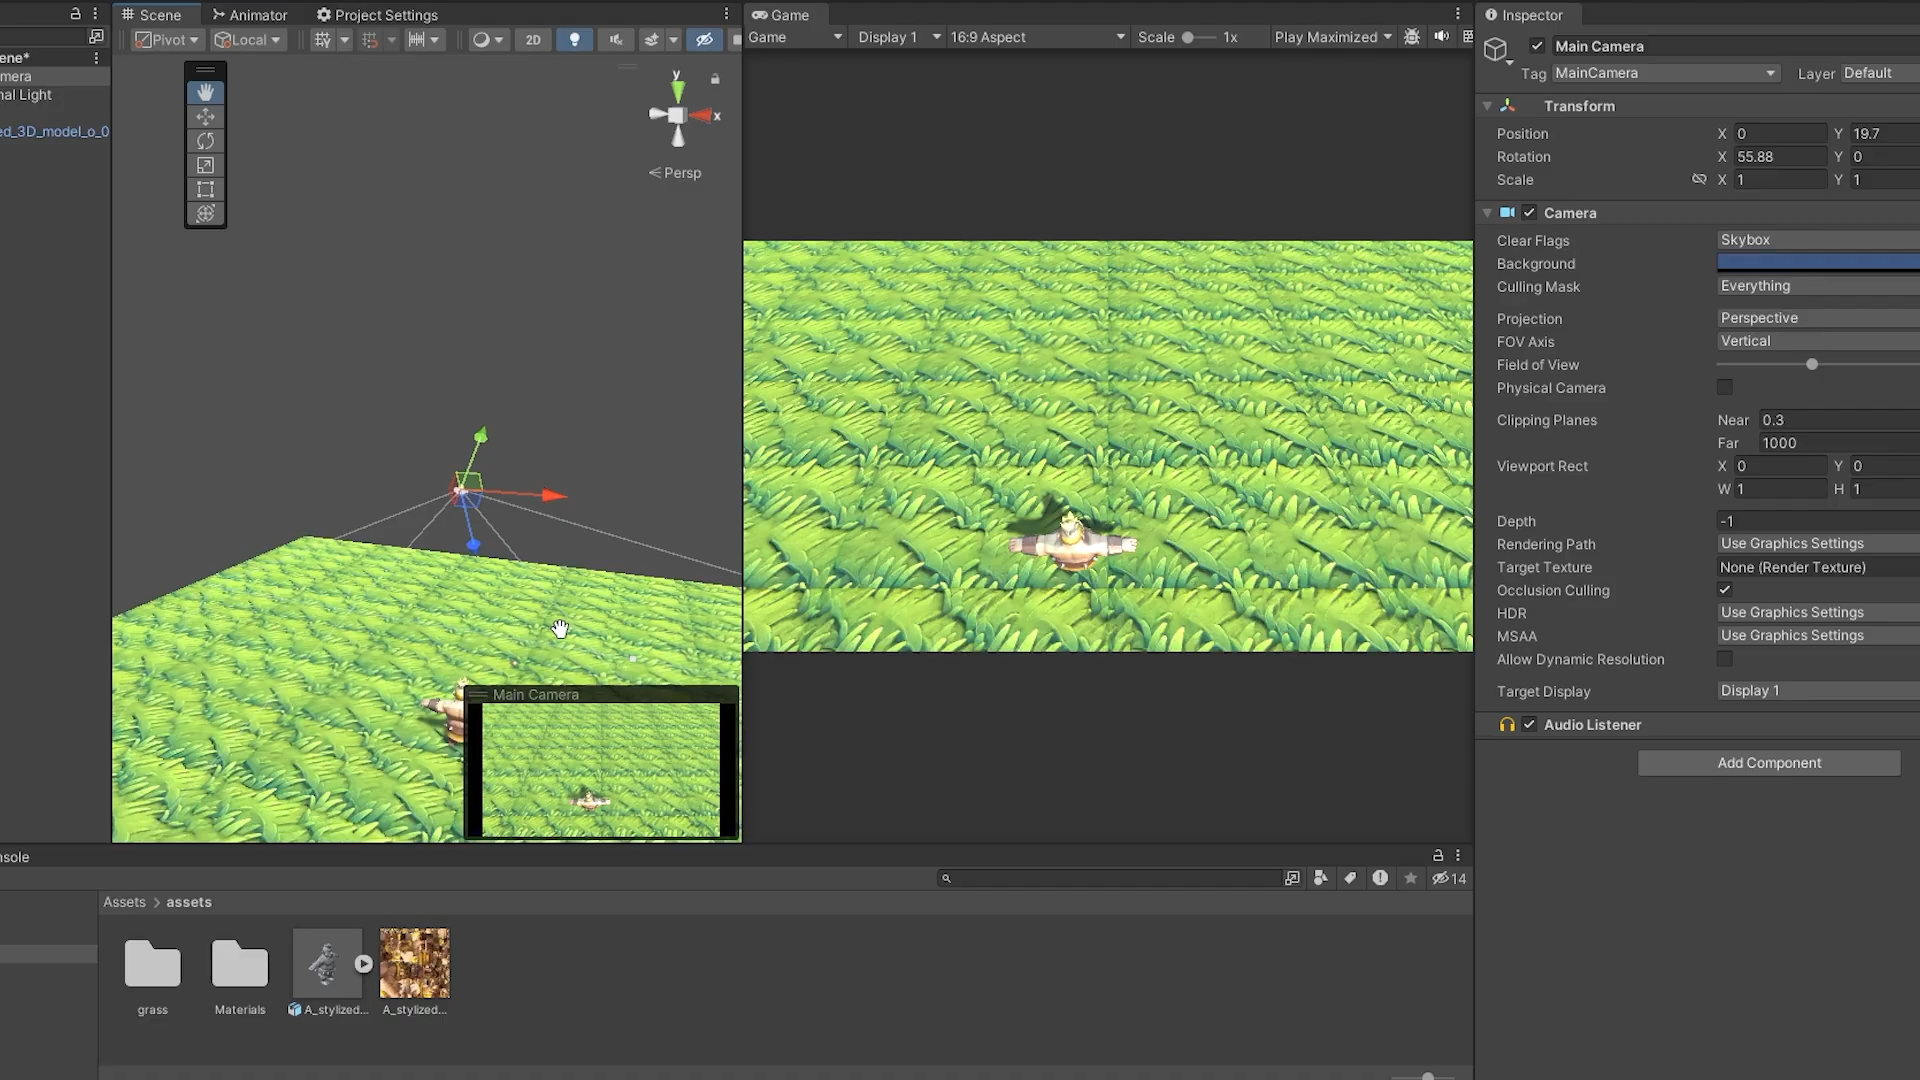 Scene
Animator
Project Settings
Game
Inspector
Pivot
Local
2D
Game
Display 1
16:9 Aspect
Scale
1x
Play Maximized
Main Camera
Tag
MainCamera
Layer
Default
ene*
mera
nal Light
ed_3D_model_o_0
y
x
Persp
Transform
Position
X
0
Y
19.7
Rotation
X
55.88
Y
0
Scale
X
1
Y
1
Camera
Clear Flags
Skybox
Background
Culling Mask
Everything
Projection
Perspective
FOV Axis
Vertical
Field of View
Physical Camera
Clipping Planes
Near
0.3
Far
1000
Viewport Rect
X
0
Y
0
W
1
H
1
Depth
-1
Rendering Path
Use Graphics Settings
Target Texture
None (Render Texture)
Occlusion Culling
HDR
Use Graphics Settings
MSAA
Use Graphics Settings
Allow Dynamic Resolution
Target Display
Display 1
Audio Listener
Add Component
Main Camera
nsole
14
Assets > assets
grass
Materials
A_stylized...
A_stylized...